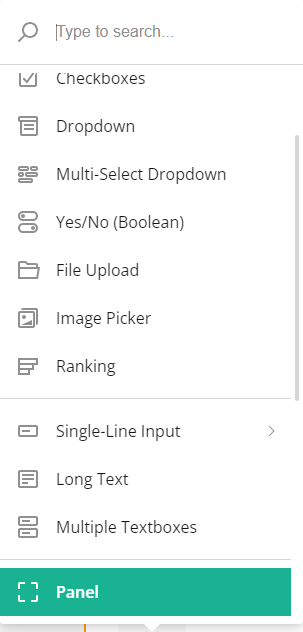 Type to search...
Checkboxes
Dropdown
Multi-Select Dropdown
Yes/No (Boolean)
File Upload
Image Picker
Ranking
Single-Line Input
Long Text
Multiple Textboxes
Panel